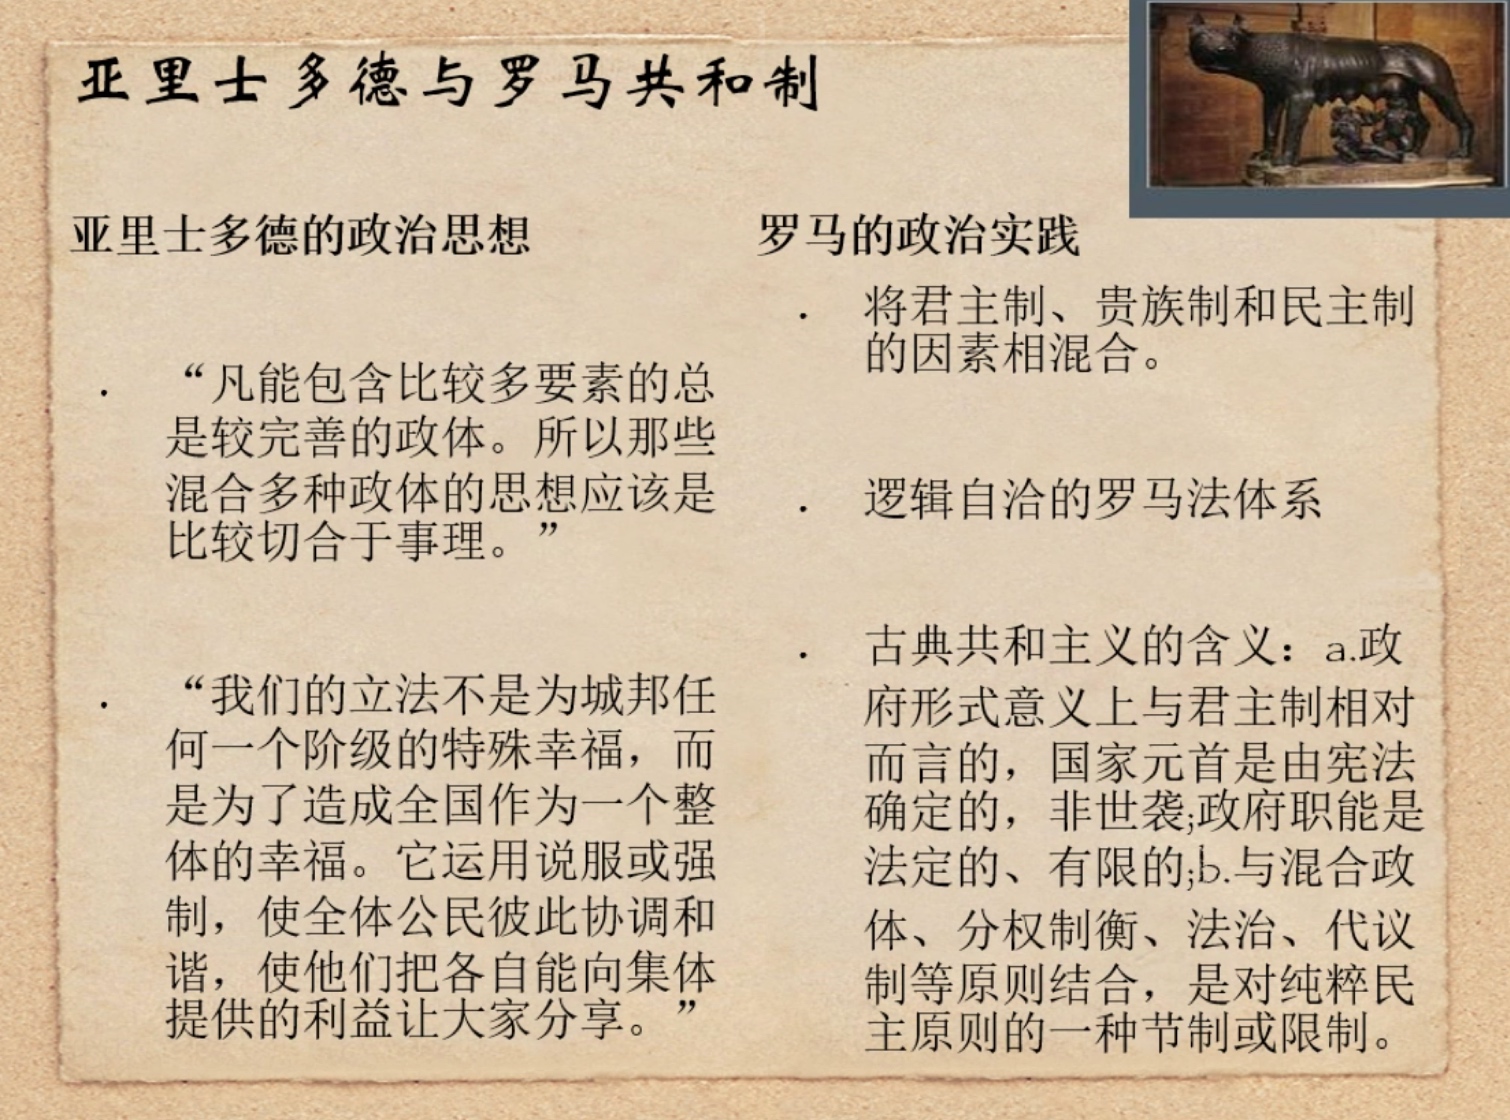 亚里士多德与罗马共和制
亚里士多德的政治思想
. “凡能包含比较多要素的总
是较完善的政体。所以那些
混合多种政体的思想应该是
比较切合于事理。”
. “我们的立法不是为城邦任
何一个阶级的特殊幸福，而
是为了造成全国作为一个整
体的幸福。它运用说服或强
制，使全体公民彼此协调和
谐，使他们把各自能向集体
提供的利益让大家分享。”
罗马的政治实践
. 将君主制、贵族制和民主制
的因素相混合。
. 逻辑自洽的罗马法体系
. 古典共和主义的含义：a.政
府形式意义上与君主制相对
而言的，国家元首是由宪法
确定的，非世袭;政府职能是
法定的、有限的;b.与混合政
体、分权制衡、法治、代议
制等原则结合，是对纯粹民
主原则的一种节制或限制。